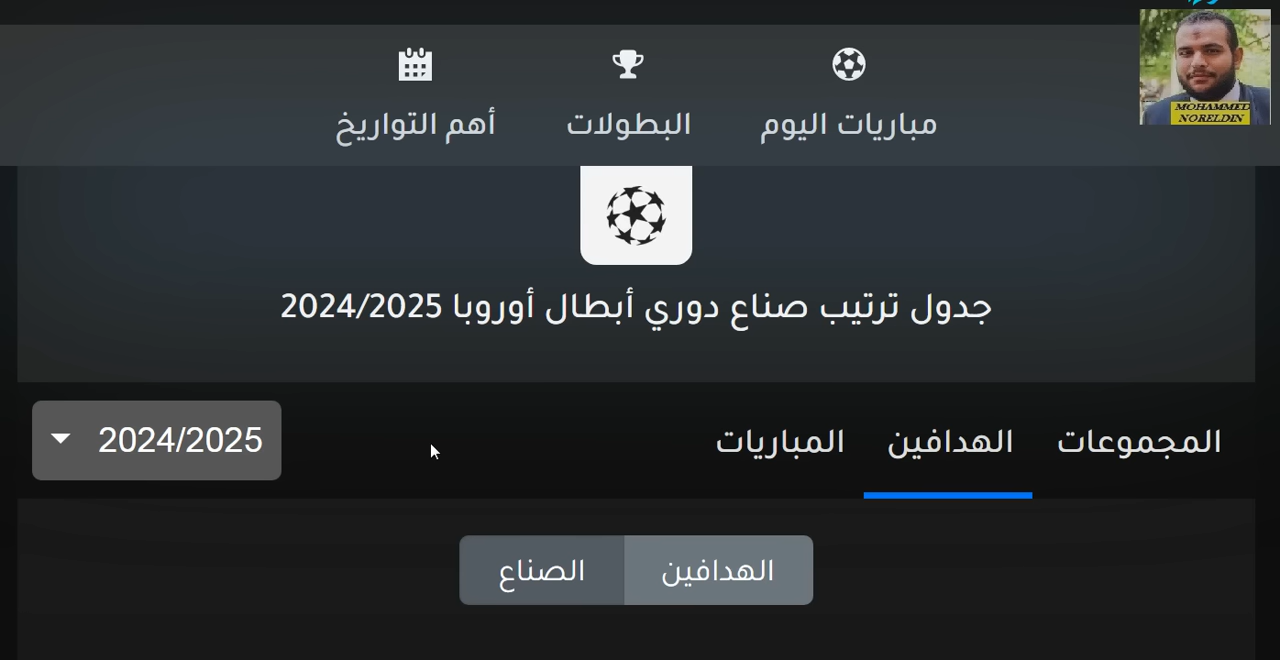 مباريات اليوم
البطولات
أهم التواريخ
MOHAMMED
NORELDIN
جدول ترتيب صناع دوري أبطال أوروبا 2024/2025
المجموعات
الهدافين
المباريات
2024/2025
الهدافين
الصناع